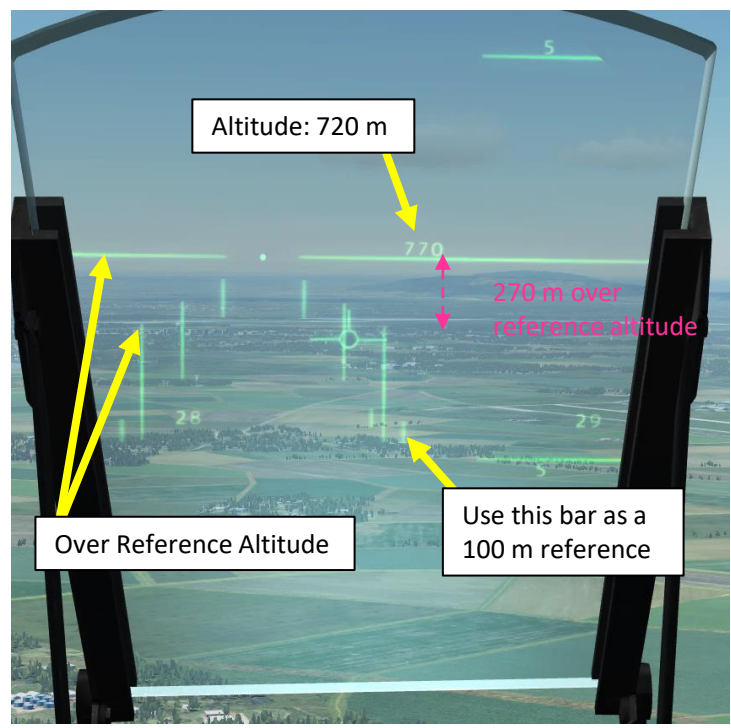 5
Altitude: 720 m
770
270 m over
reference altitude
28
29
5
Over Reference Altitude
Use this bar as a
100 m reference